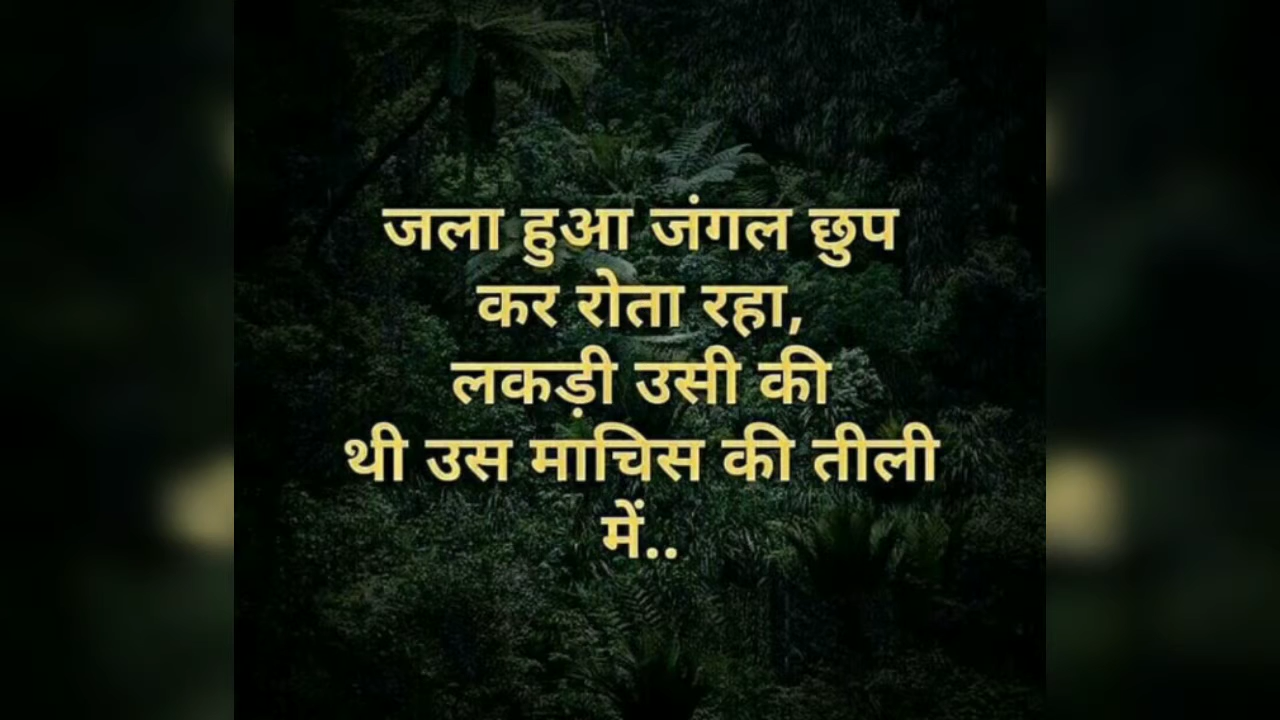 जला हुआ जंगल छुप
कर रोता रहा,
लकड़ी उसी की
थी उस माचिस की तीली
में..